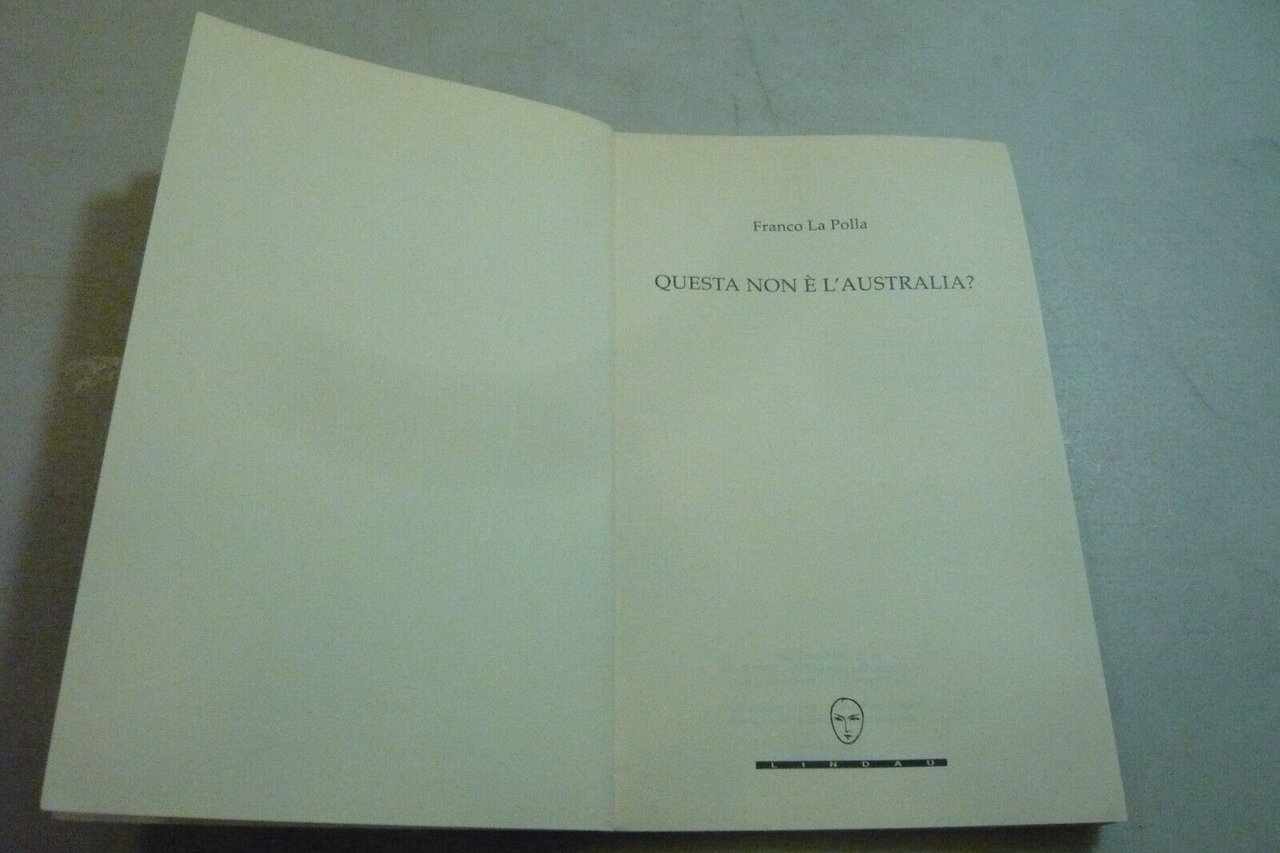 Franco La Polla
QUESTA NON È L'AUSTRALIA?
LINDAU